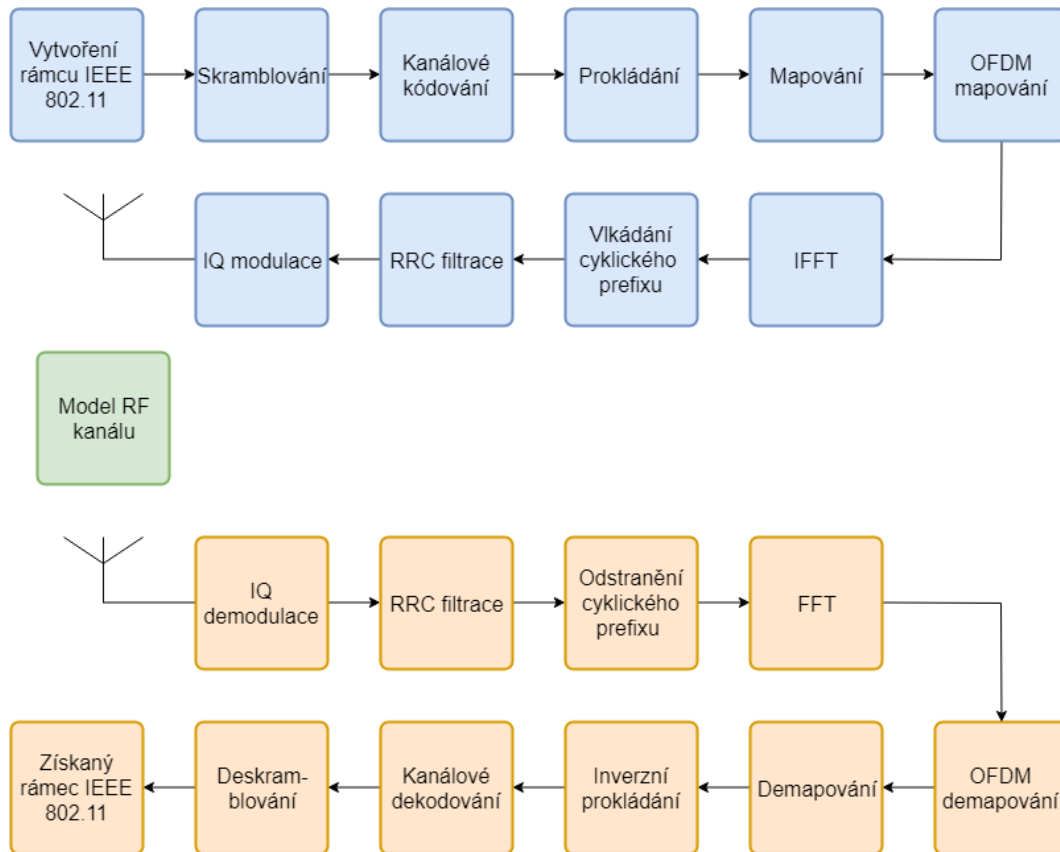 Vytvoření
rámcu IEEE
802.11
Skramblování
Kanálové
kódování
Prokládání
Mapování
OFDM
mapování
IQ modulace
RRC filtrace
Vlkádání
cyklického
prefixu
IFFT
Model RF
kanálu
IQ
demodulace
RRC filtrace
Odstranění
cyklického
prefixu
FFT
Získaný
rámec IEEE
802.11
Deskram-
blování
Kanálové
dekodování
Inverzní
prokládání
Demapování
OFDM
demapování